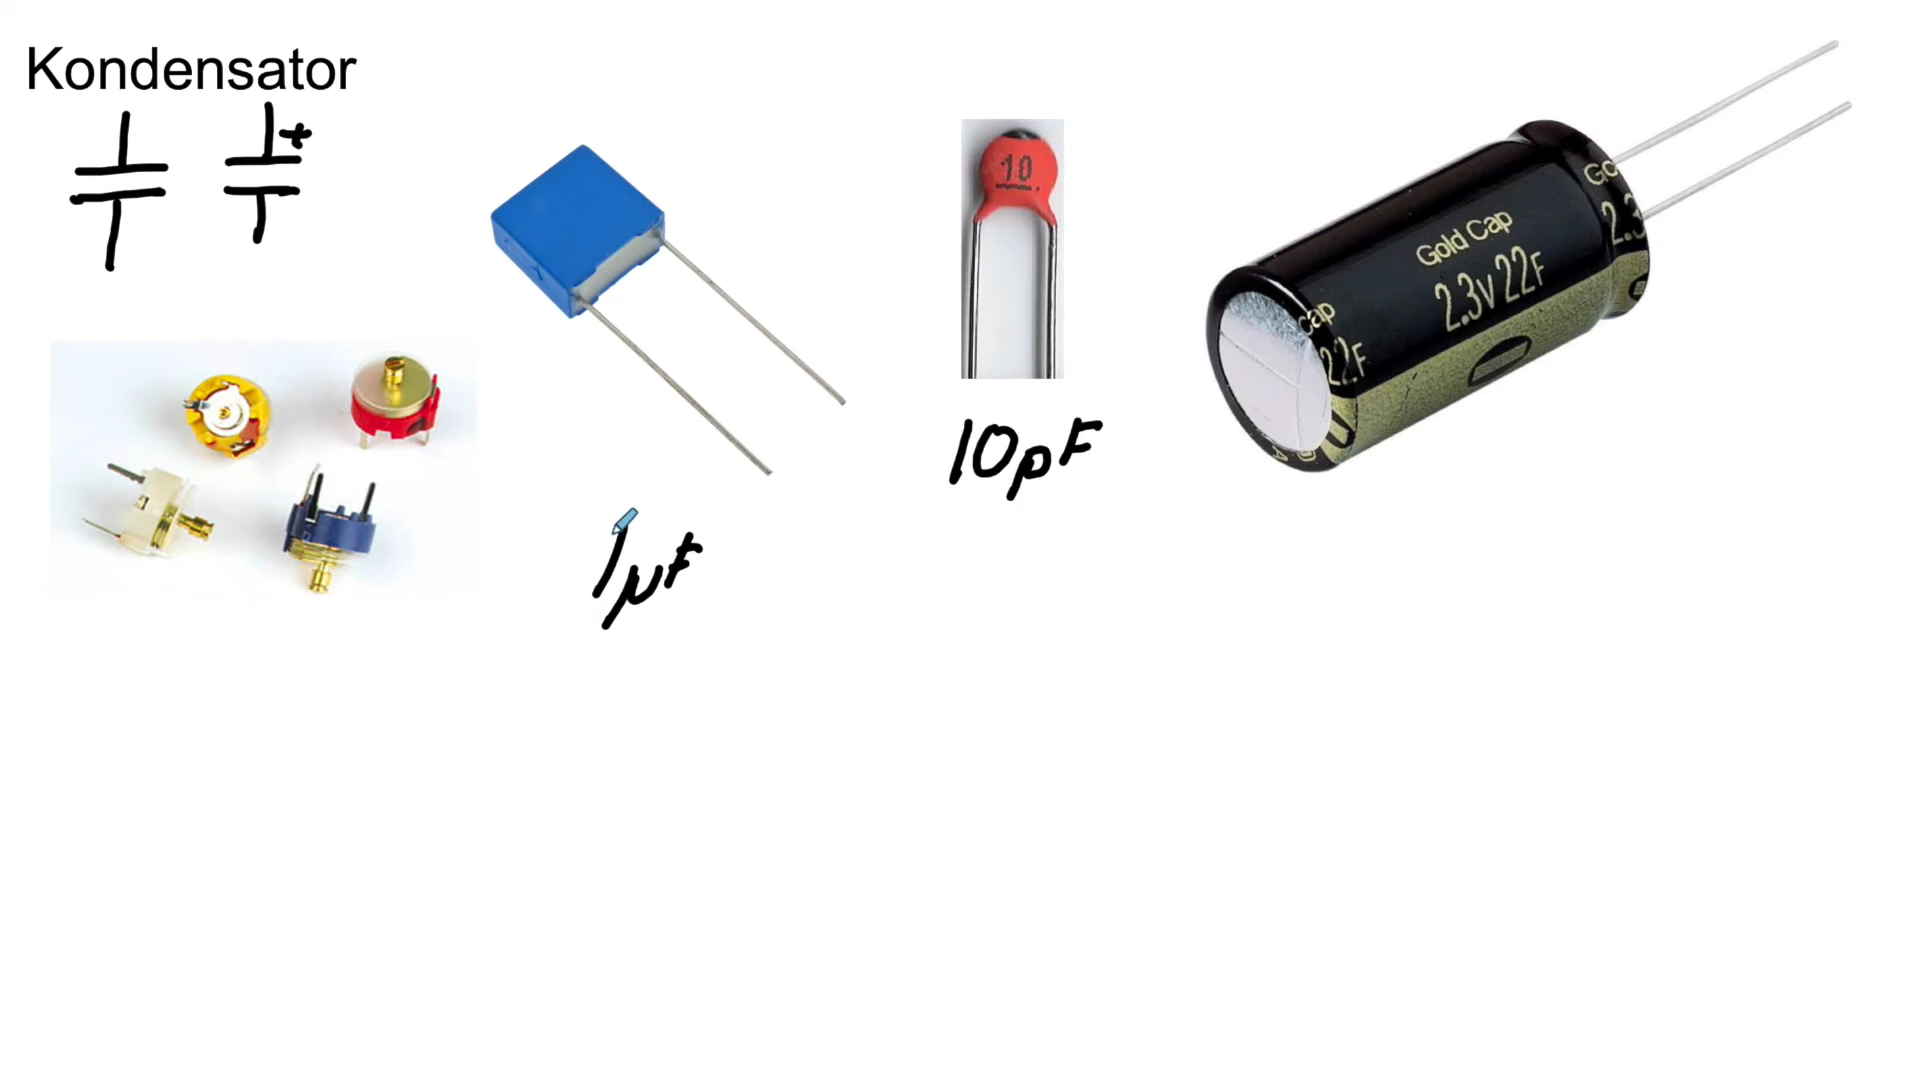 Kondensator
+
10
10pF
1µF
Gold Cap
2.3V 22F
Go
2.3
cap
22F